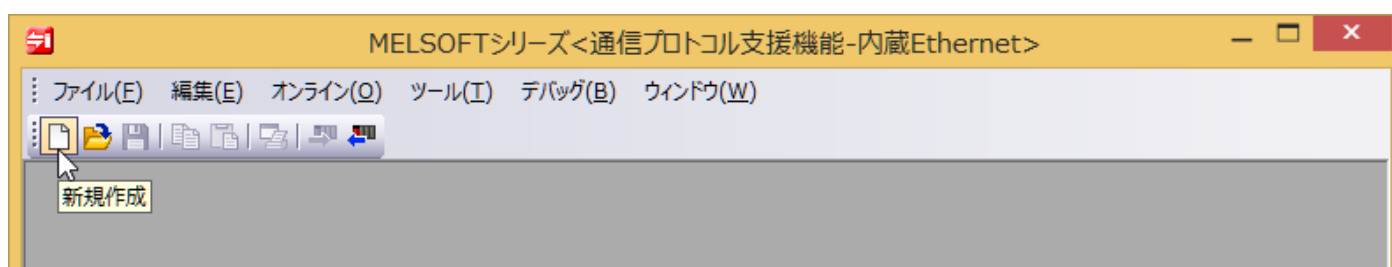 MELSOFTシリーズ<通信プロトコル支援機能-内蔵Ethernet>
ファイル(F) 編集(E) オンライン(O) ツール(T) デバッグ(B) ウィンドウ(W)
新規作成